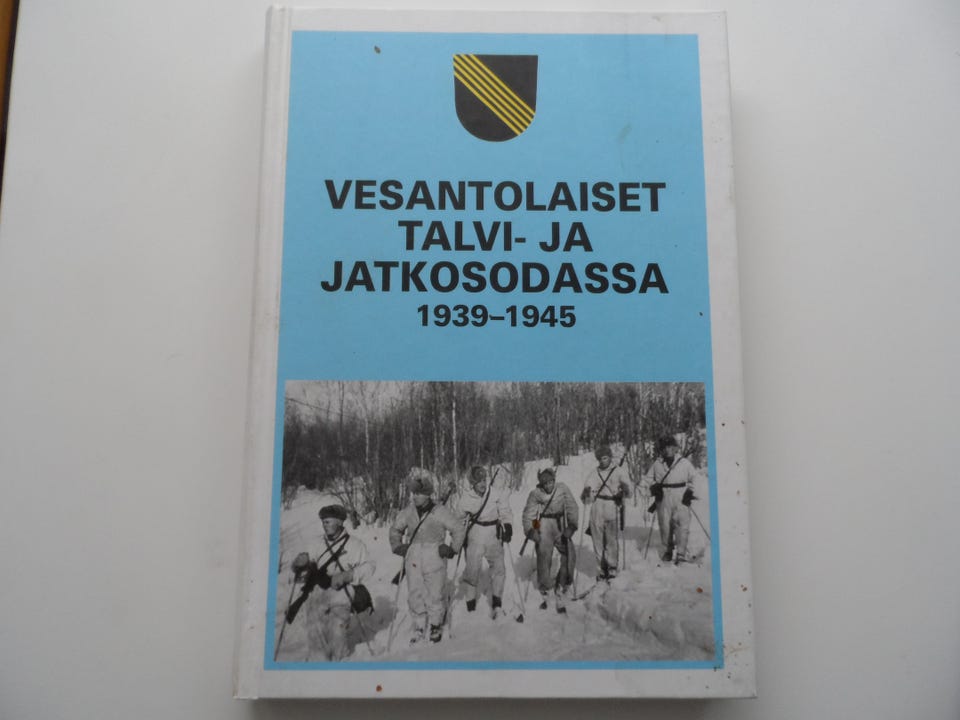 VESANTOLAISET
TALVI- JA
JATKOSODASSA
1939–1945